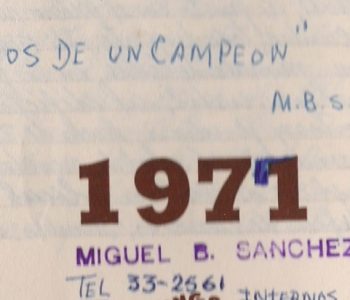 OS DE UN CAMPEON"
M.B.S.
1971
MIGUEL B. SANCHEZ
TEL 33-2561
INTERNOS